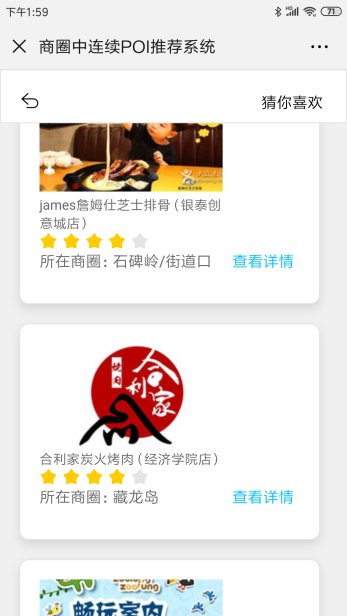 下午1:59
71
商圈中连续POI推荐系统
猜你喜欢
james詹姆仕芝士排骨（银泰创
意城店）
所在商圈：石碑岭/街道口
查看详情
合利家
烧肉
合利家炭火烤肉（经济学院店）
所在商圈：藏龙岛
查看详情
畅玩室内